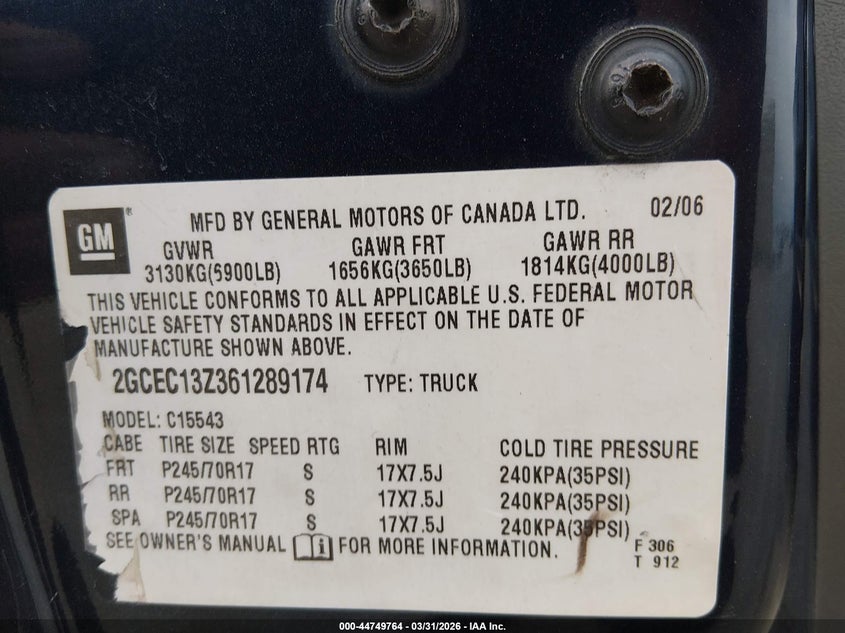 GM
®
MFD BY GENERAL MOTORS OF CANADA LTD. 02/06
GVWR GAWR FRT GAWR RR
3130KG(6900LB) 1656KG(3650LB) 1814KG(4000LB)
THIS VEHICLE CONFORMS TO ALL APPLICABLE U.S. FEDERAL MOTOR
VEHICLE SAFETY STANDARDS IN EFFECT ON THE DATE OF
MANUFACTURE SHOWN ABOVE.
2GCEC13Z361289174 TYPE: TRUCK
MODEL: C15543
CABE TIRE SIZE SPEED RTG RIM COLD TIRE PRESSURE
FRT P245/70R17 S 17X7.5J 240KPA(35PSI)
RR P245/70R17 S 17X7.5J 240KPA(35PSI)
SPA P245/70R17 S 17X7.5J 240KPA(35PSI)
SEE OWNER'S MANUAL i FOR MORE INFORMATION.
F 306
T 912
000-44749764 - 03/31/2026 - IAA Inc.